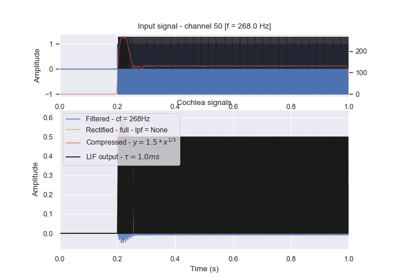 Input signal - channel 50 [f = 268.0 Hz]
1
0
−1
Amplitude
200
100
0
0.0 0.2 0.4 0.6 0.8 1.0
Cochlea signals
0.6
0.5
0.4
0.3
0.2
0.1
0.0
Amplitude
Filtered - cf = 268Hz
Rectified - full - lpf = None
Compressed - y = 1.5 * x^{1/3}
LIF output - τ = 1.0ms
0.0 0.2 0.4 0.6 0.8 1.0
Time (s)